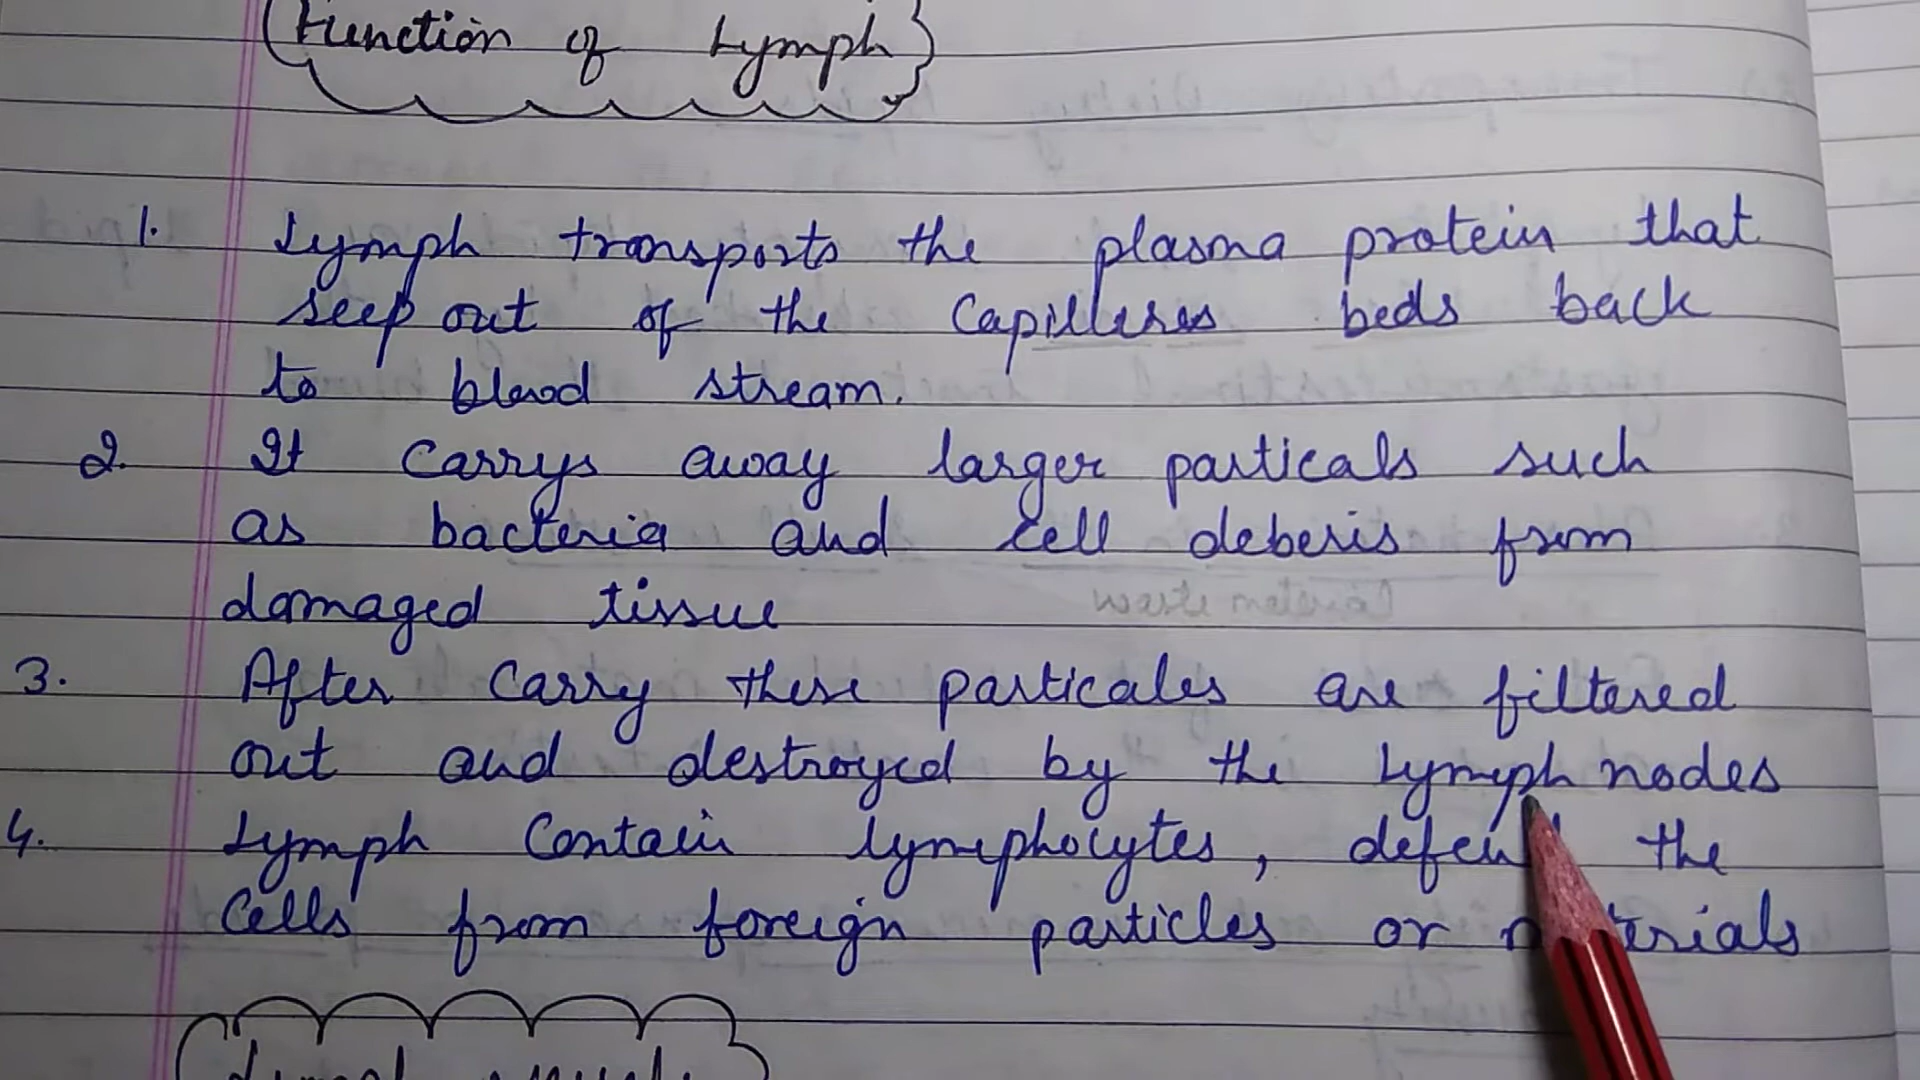 Function of Lymph
1. Lymph transports the plasma protein that
seep out of the Capilleres beds back
to blood stream.
2. It Carrys away larger particals such
as bacteria and cell deberis from
damaged tissue
3. After Carry these particales are filtered
out and destroyed by the Lymph nodes
4. Lymph Contain lymphocytes, the
Cells from foreign particles or